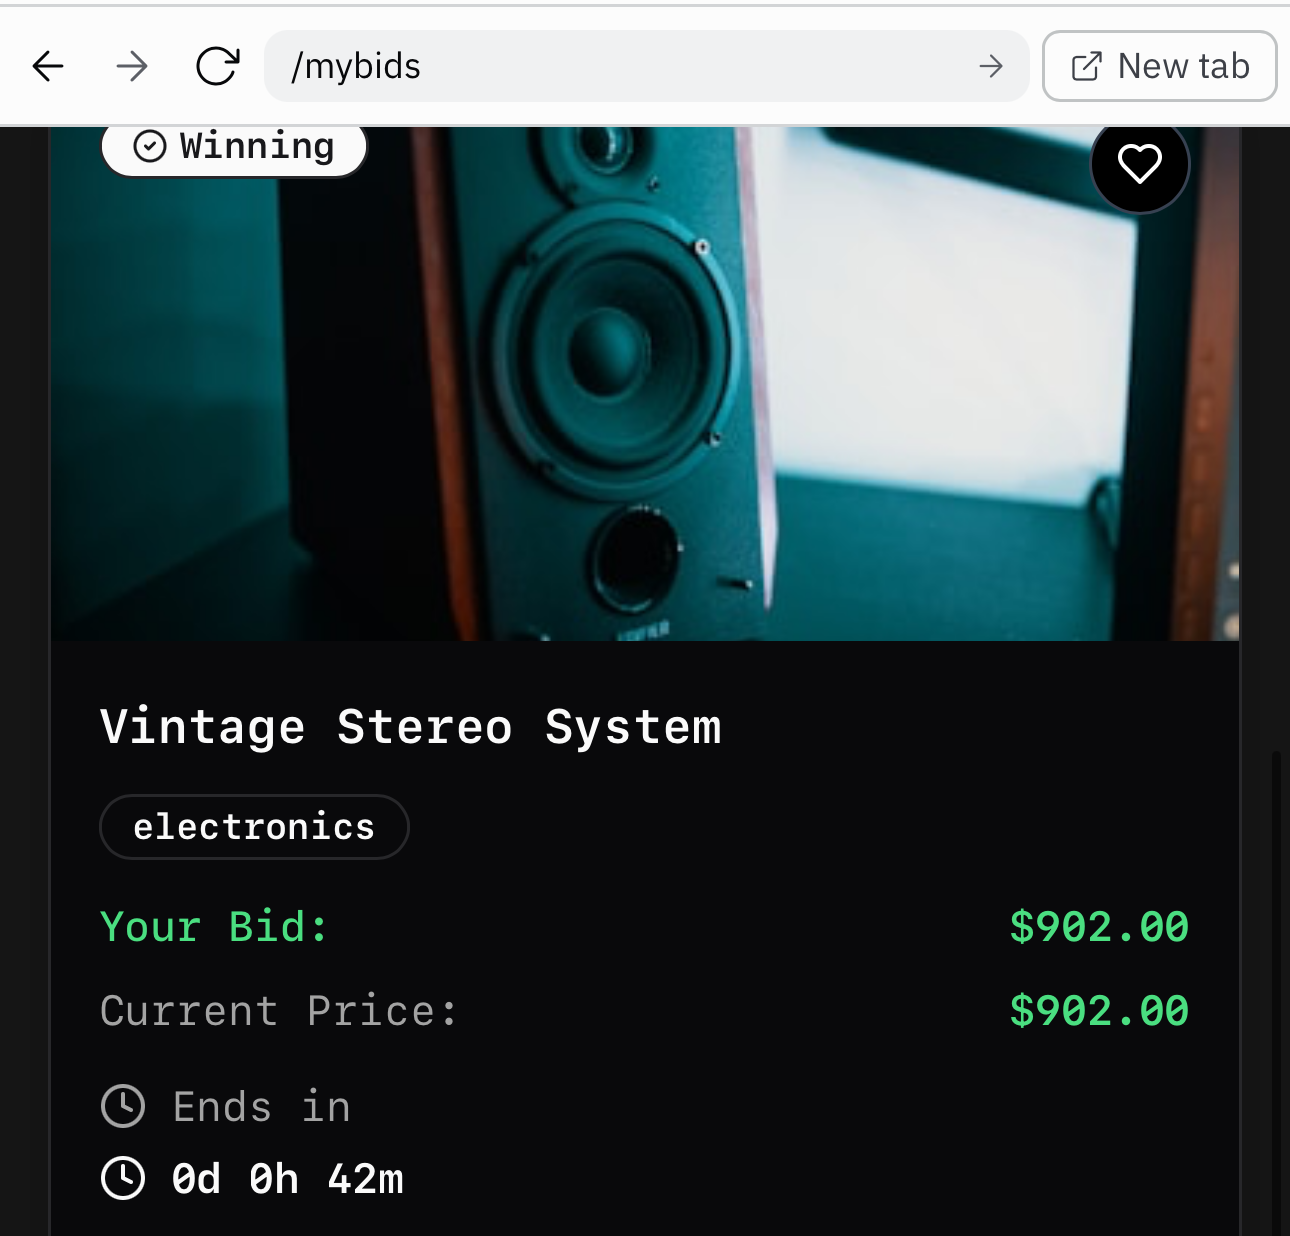 /mybids
New tab
Winning
Vintage Stereo System
electronics
Your Bid: $902.00
Current Price: $902.00
Ends in
0d 0h 42m